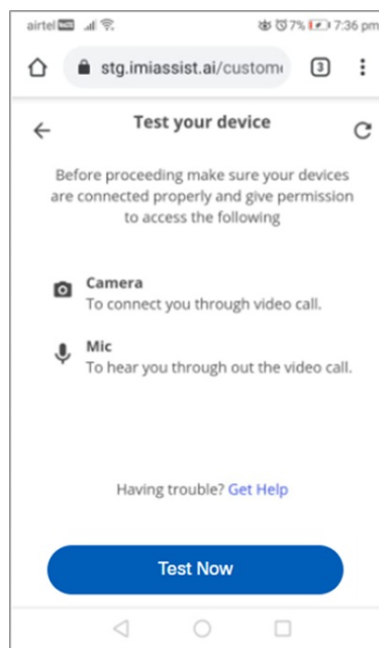 airtel 7% 7:36 pm
stg.imiassist.ai/custome 3
Test your device
Before proceeding make sure your devices
are connected properly and give permission
to access the following
Camera
To connect you through video call.
Mic
To hear you through out the video call.
Having trouble? Get Help
Test Now